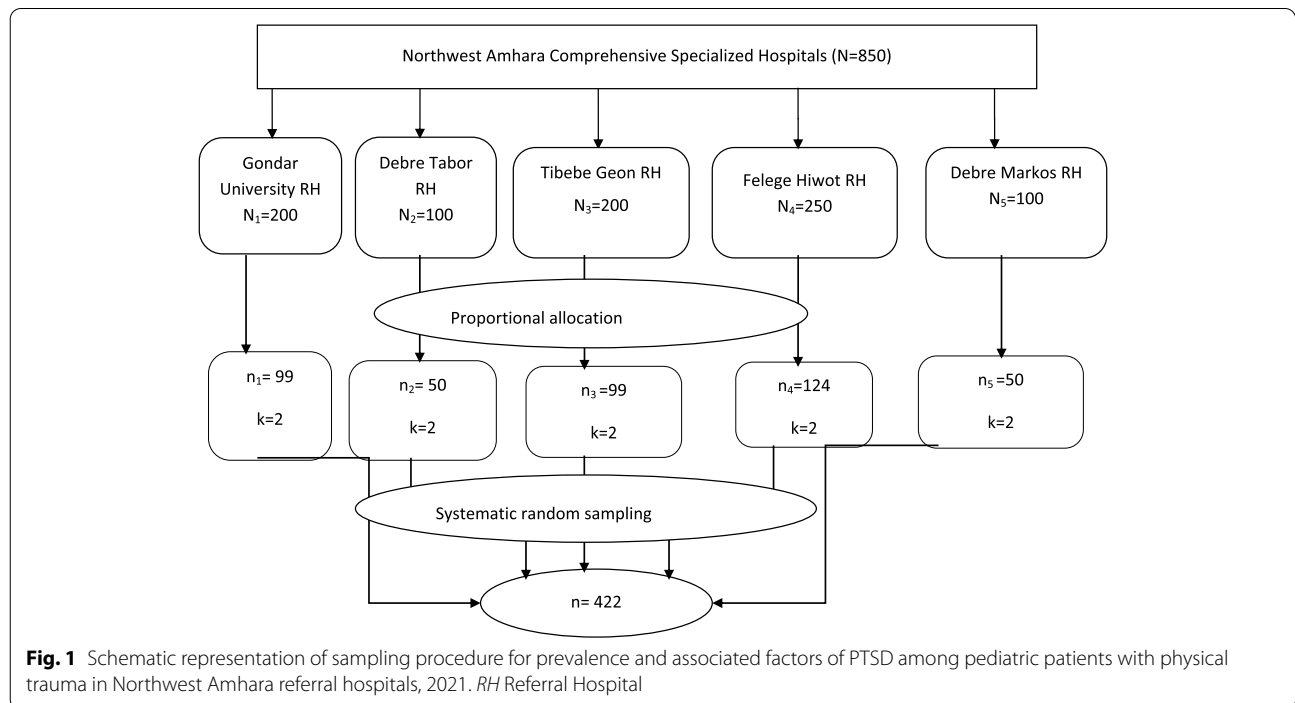 Northwest Amhara Comprehensive Specialized Hospitals (N=850)
Gondar
University RH
N₁=200
Debre Tabor
RH
N₂=100
Tibebe Geon RH
N₃=200
Felege Hiwot RH
N₄=250
Debre Markos RH
N₅=100
Proportional allocation
n₁= 99
k=2
n₂= 50
k=2
n₃ =99
k=2
n₄=124
k=2
n₅ =50
k=2
Systematic random sampling
n= 422
Fig. 1 Schematic representation of sampling procedure for prevalence and associated factors of PTSD among pediatric patients with physical
trauma in Northwest Amhara referral hospitals, 2021. RH Referral Hospital